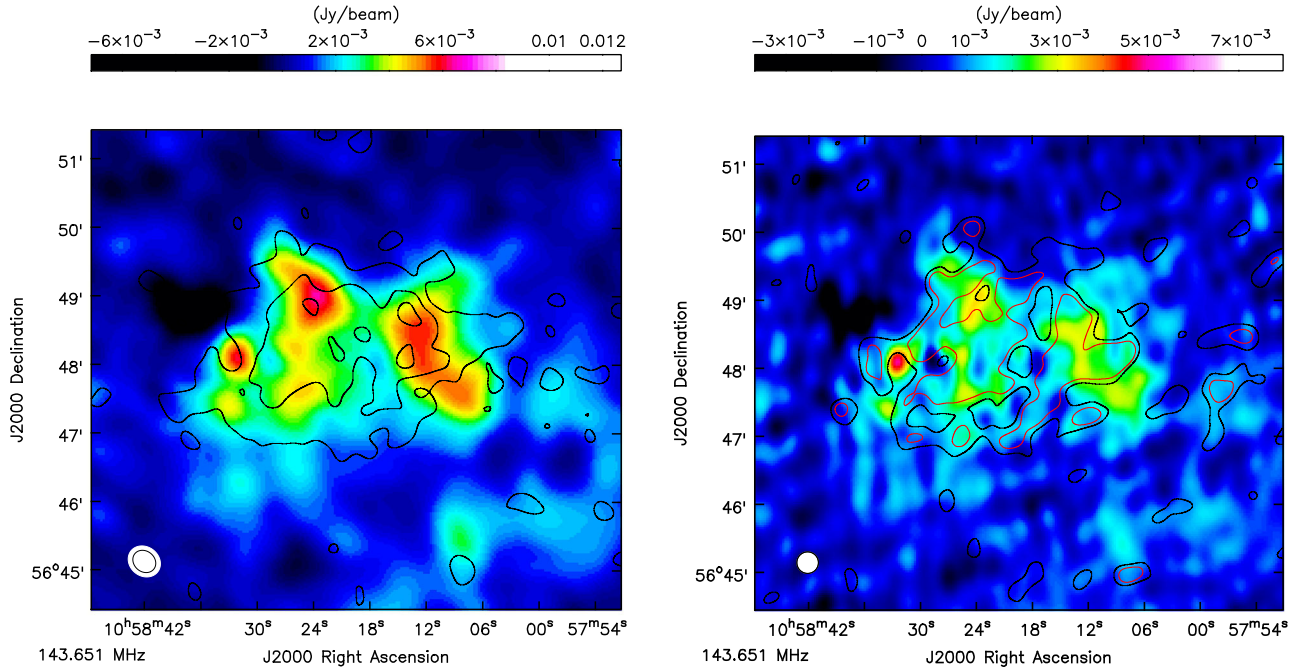 (Jy/beam)
−6×10⁻³ −2×10⁻³ 2×10⁻³ 6×10⁻³ 0.01 0.012
51'
50'
49'
48'
47'
46'
56°45'
J2000 Declination
10ʰ58ᵐ42ˢ 30ˢ 24ˢ 18ˢ 12ˢ 06ˢ 00ˢ 57ᵐ54ˢ
143.651 MHz J2000 Right Ascension
(Jy/beam)
−3×10⁻³ −10⁻³ 0 10⁻³ 3×10⁻³ 5×10⁻³ 7×10⁻³
51'
50'
49'
48'
47'
46'
56°45'
J2000 Declination
10ʰ58ᵐ42ˢ 30ˢ 24ˢ 18ˢ 12ˢ 06ˢ 00ˢ 57ᵐ54ˢ
143.651 MHz J2000 Right Ascension